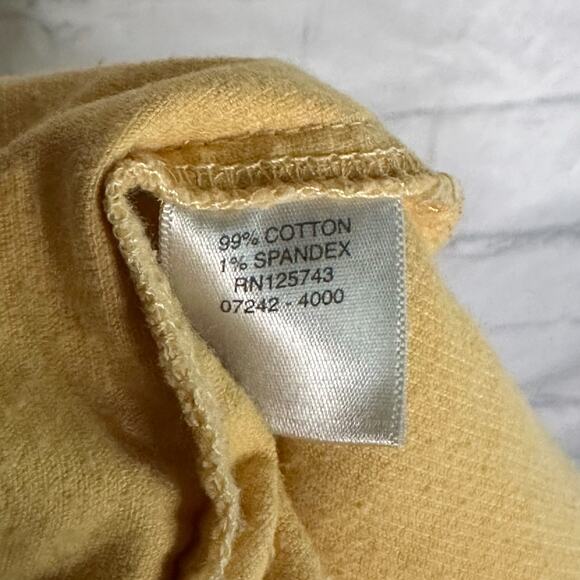 99% COTTON
1% SPANDEX
RN125743
07242 - 4000